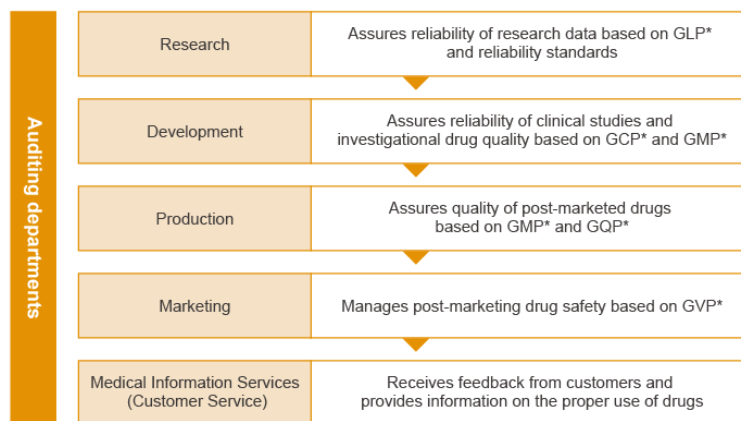 Auditing departments
Research
Assures reliability of research data based on GLP*
and reliability standards
Development
Assures reliability of clinical studies and
investigational drug quality based on GCP* and GMP*
Production
Assures quality of post-marketed drugs
based on GMP* and GQP*
Marketing
Manages post-marketing drug safety based on GVP*
Medical Information Services
(Customer Service)
Receives feedback from customers and
provides information on the proper use of drugs